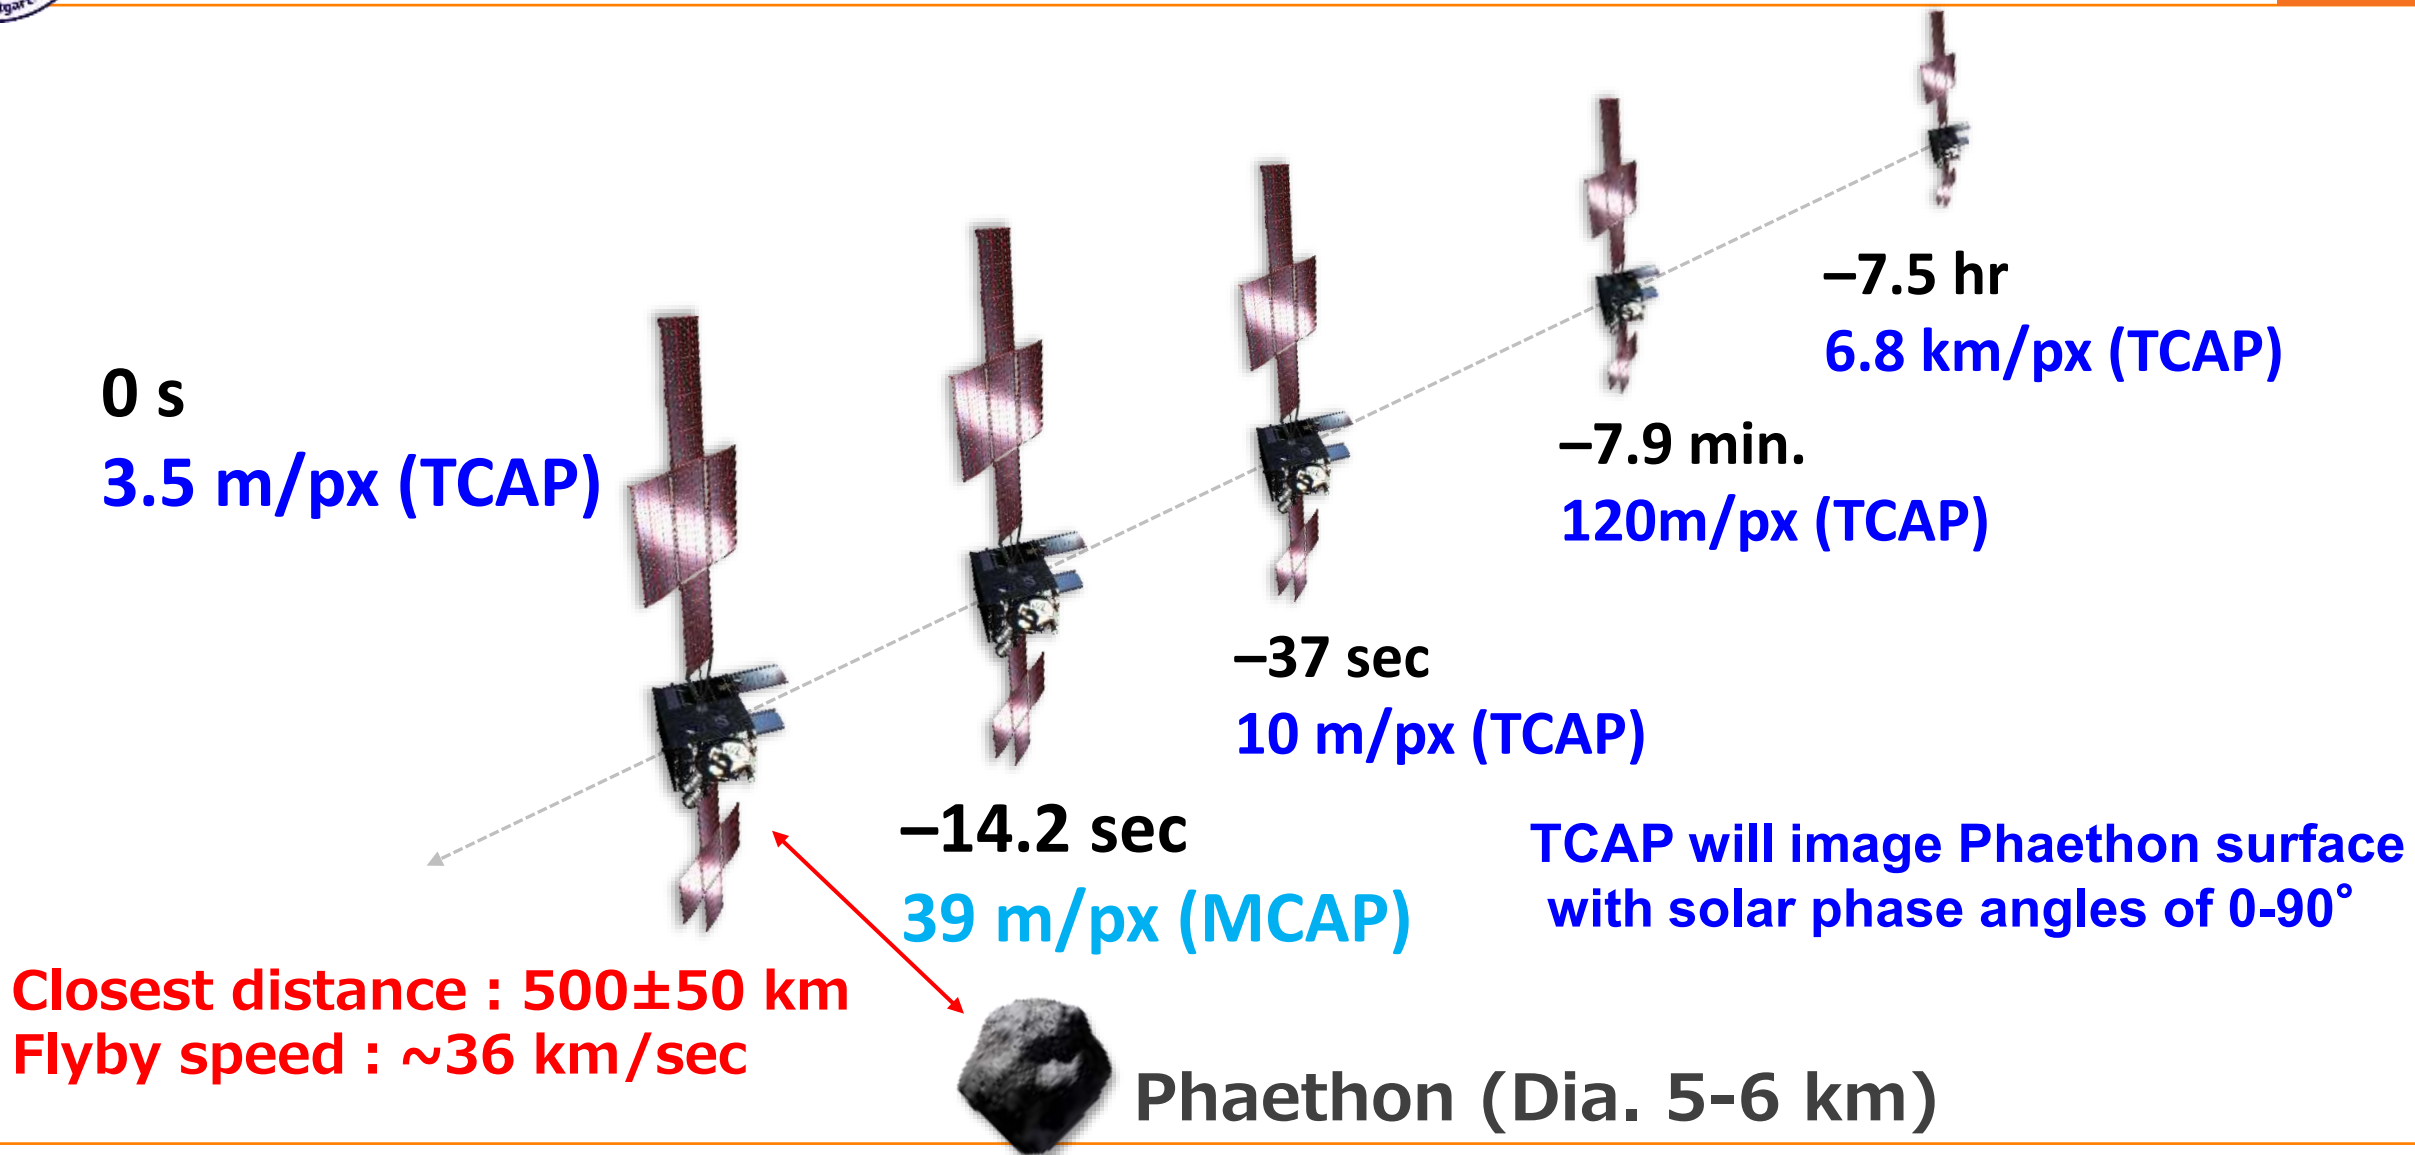 –7.5 hr
6.8 km/px (TCAP)
–7.9 min.
120m/px (TCAP)
–37 sec
10 m/px (TCAP)
–14.2 sec
39 m/px (MCAP)
0 s
3.5 m/px (TCAP)
TCAP will image Phaethon surface
with solar phase angles of 0-90°
Closest distance : 500±50 km
Flyby speed : ~36 km/sec
Phaethon (Dia. 5-6 km)